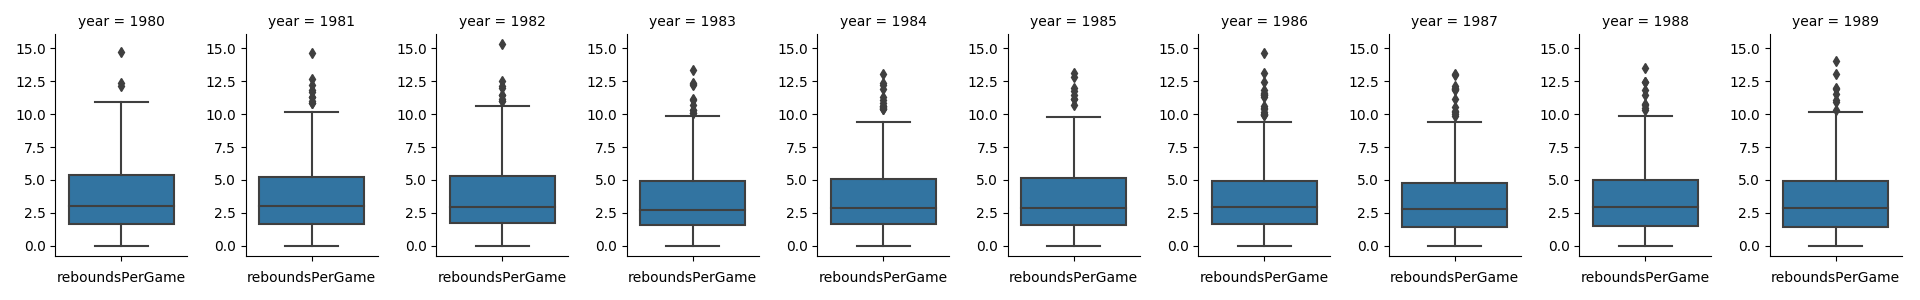 year = 1980 year = 1981 year = 1982 year = 1983 year = 1984 year = 1985 year = 1986 year = 1987 year = 1988 year = 1989
15.0 15.0 15.0 15.0 15.0 15.0 15.0 15.0 15.0 15.0
12.5 12.5 12.5 12.5 12.5 12.5 12.5 12.5 12.5 12.5
10.0 10.0 10.0 10.0 10.0 10.0 10.0 10.0 10.0 10.0
7.5 7.5 7.5 7.5 7.5 7.5 7.5 7.5 7.5 7.5
5.0 5.0 5.0 5.0 5.0 5.0 5.0 5.0 5.0 5.0
2.5 2.5 2.5 2.5 2.5 2.5 2.5 2.5 2.5 2.5
0.0 0.0 0.0 0.0 0.0 0.0 0.0 0.0 0.0 0.0
reboundsPerGame reboundsPerGame reboundsPerGame reboundsPerGame reboundsPerGame reboundsPerGame reboundsPerGame reboundsPerGame reboundsPerGame reboundsPerGame